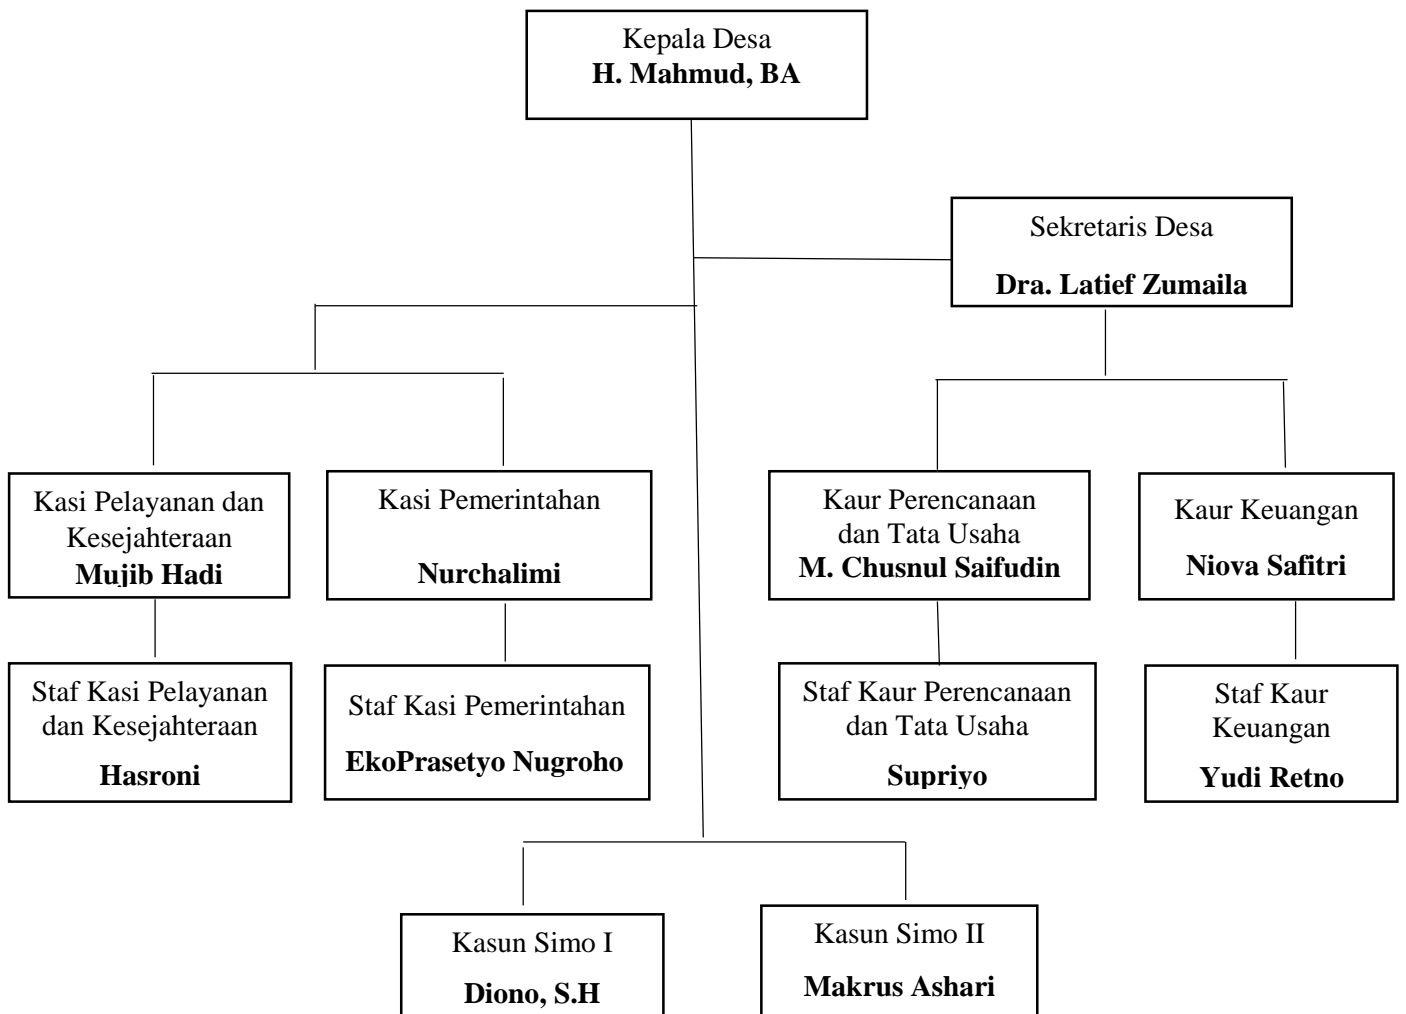 Kepala Desa
H. Mahmud, BA
Sekretaris Desa
Dra. Latief Zumaila
Kasi Pelayanan dan
Kesejahteraan
Mujib Hadi
Kasi Pemerintahan
Nurchalimi
Kaur Perencanaan
dan Tata Usaha
M. Chusnul Saifudin
Kaur Keuangan
Niova Safitri
Staf Kasi Pelayanan
dan Kesejahteraan
Hasroni
Staf Kasi Pemerintahan
EkoPrasetyo Nugroho
Staf Kaur Perencanaan
dan Tata Usaha
Supriyo
Staf Kaur
Keuangan
Yudi Retno
Kasun Simo I
Diono, S.H
Kasun Simo II
Makrus Ashari